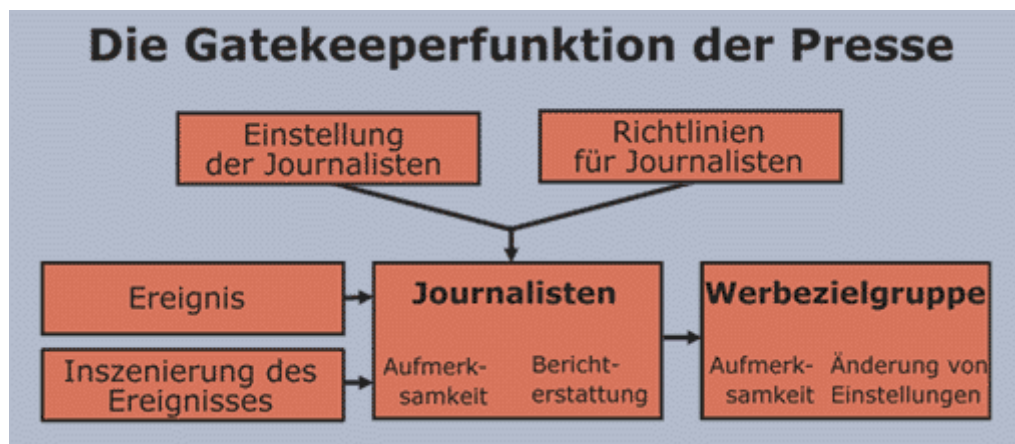 Die Gatekeeperfunktion der Presse
Einstellung
der Journalisten
Richtlinien
für Journalisten
Ereignis
Inszenierung des
Ereignisses
Journalisten
Aufmerk-
samkeit
Bericht-
erstattung
Werbezielgruppe
Aufmerk-
samkeit
Änderung von
Einstellungen